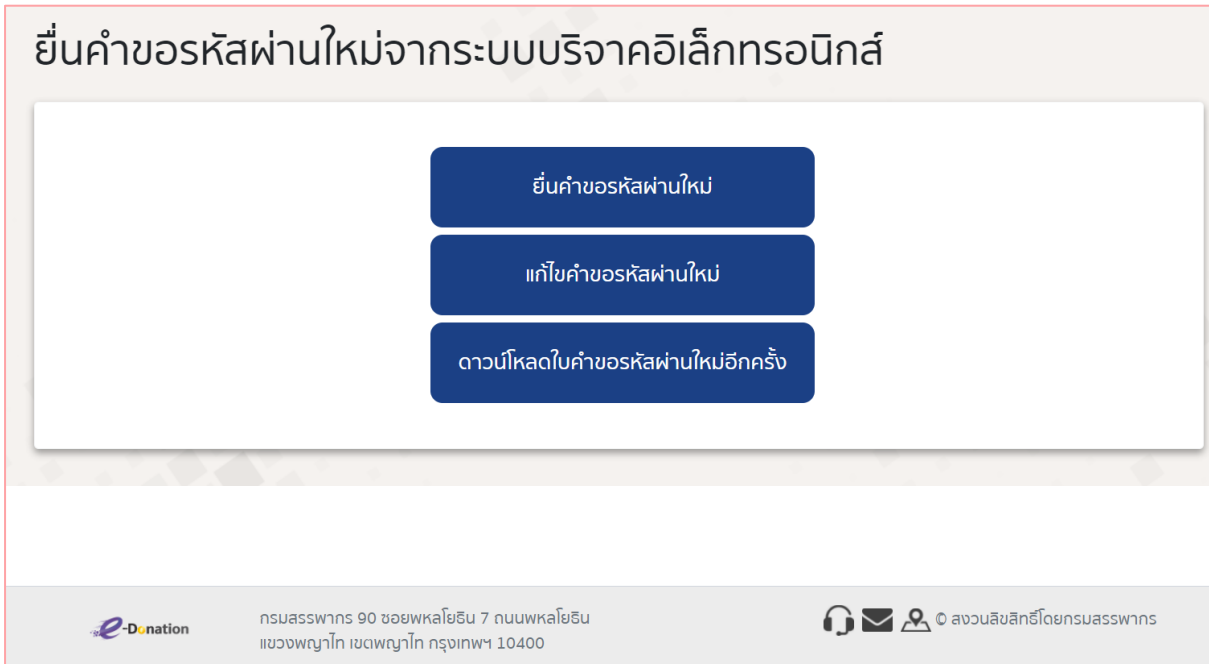 ยื่นคำขอรหัสผ่านใหม่จากระบบบริจาคอิเล็กทรอนิกส์
ยื่นคำขอรหัสผ่านใหม่
แก้ไขคำขอรหัสผ่านใหม่
ดาวน์โหลดใบคำขอรหัสผ่านใหม่อีกครั้ง
e-Donation
กรมสรรพากร 90 ซอยพหลโยธิน 7 ถนนพหลโยธิน
แขวงพญาไท เขตพญาไท กรุงเทพฯ 10400
© สงวนลิขสิทธิ์โดยกรมสรรพากร